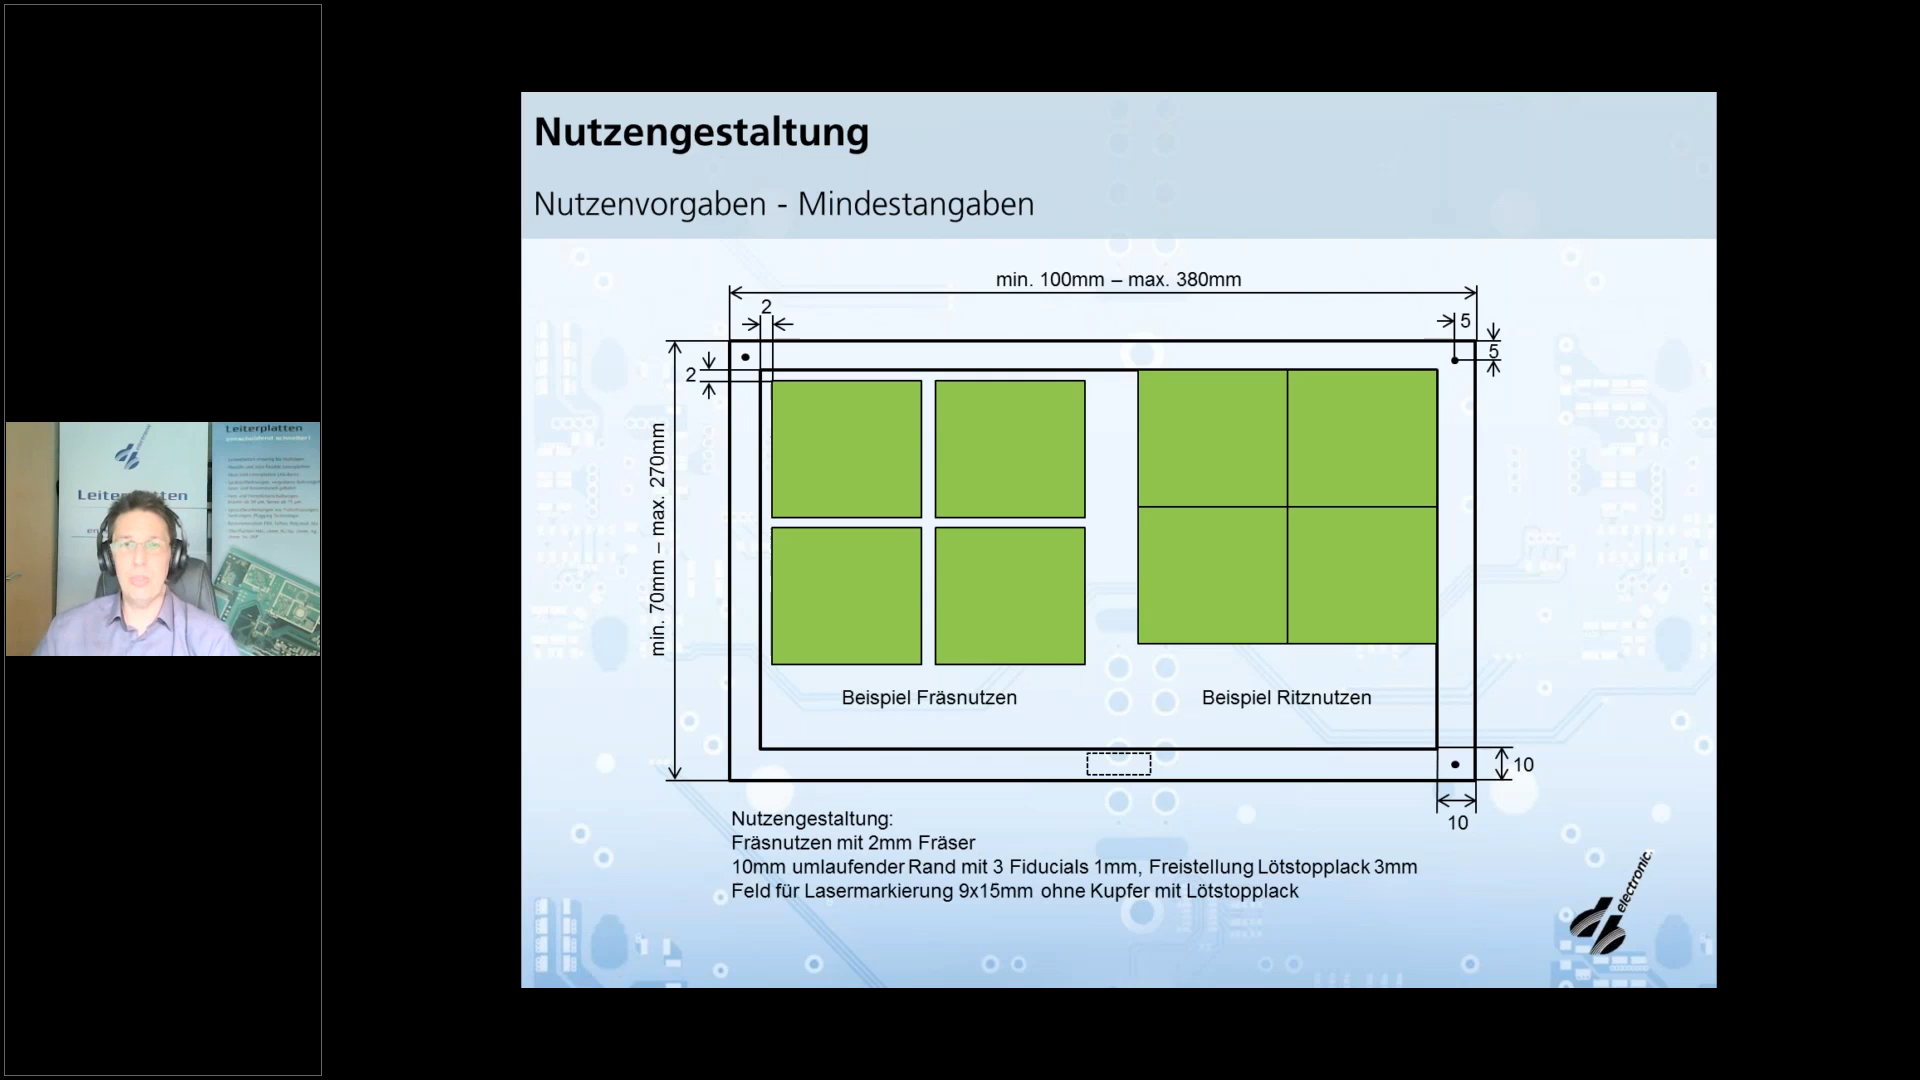 Nutzengestaltung
Nutzenvorgaben - Mindestangaben
min. 100mm – max. 380mm
2
5
5
2
min. 70mm – max. 270mm
Beispiel Fräsnutzen
Beispiel Ritznutzen
10
10
Nutzengestaltung:
Fräsnutzen mit 2mm Fräser
10mm umlaufender Rand mit 3 Fiducials 1mm, Freistellung Lötstopplack 3mm
Feld für Lasermarkierung 9x15mm ohne Kupfer mit Lötstopplack
electronic.
Leiterplatten